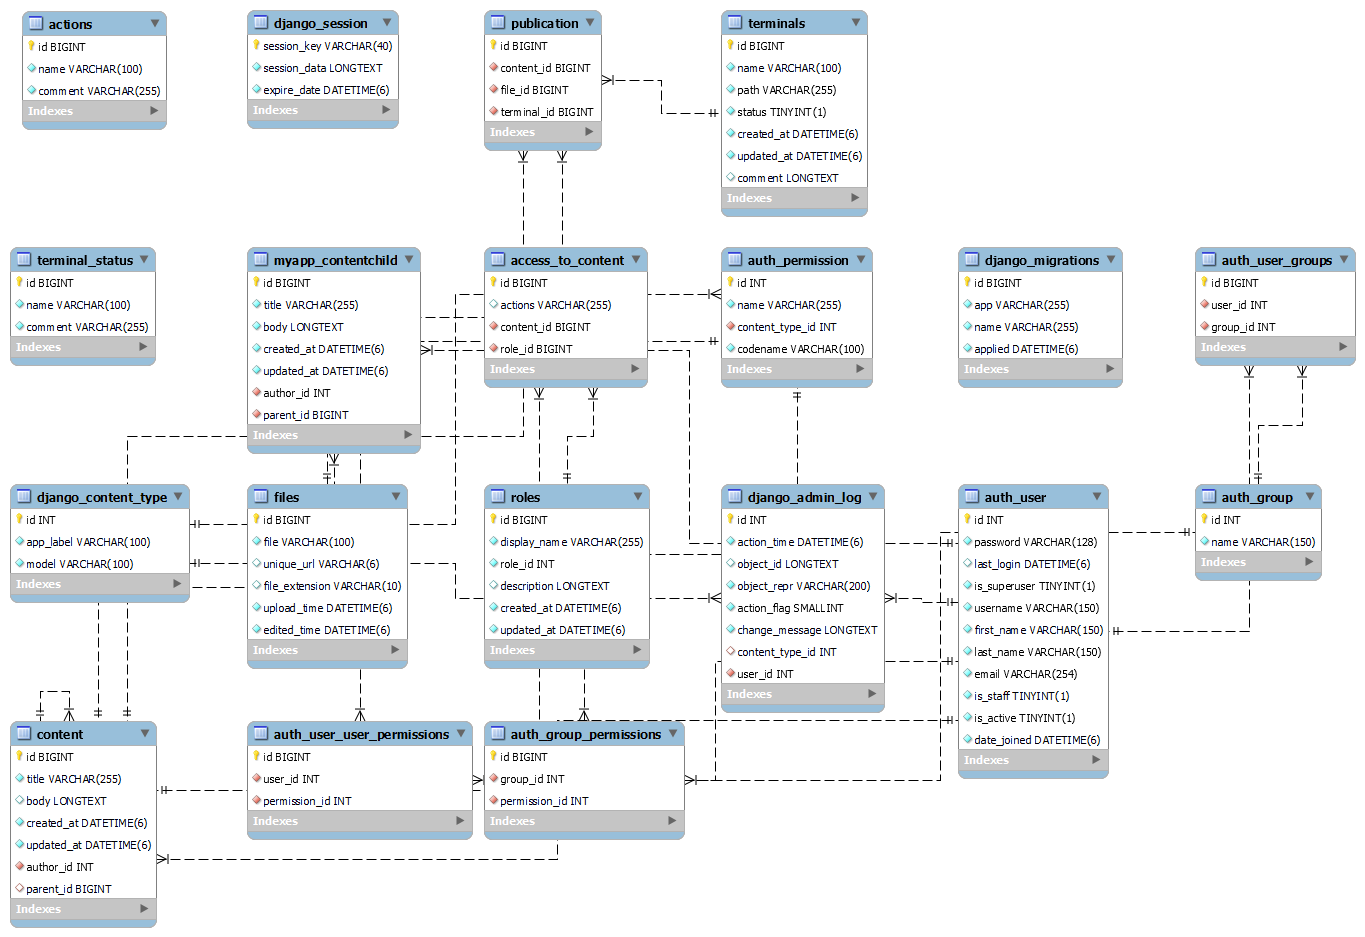 actions
id BIGINT
name VARCHAR(100)
comment VARCHAR(255)
Indexes
django_session
session_key VARCHAR(40)
session_data LONGTEXT
expire_date DATETIME(6)
Indexes
publication
id BIGINT
content_id BIGINT
file_id BIGINT
terminal_id BIGINT
Indexes
terminals
id BIGINT
name VARCHAR(100)
path VARCHAR(255)
status TINYINT(1)
created_at DATETIME(6)
updated_at DATETIME(6)
comment LONGTEXT
Indexes
terminal_status
id BIGINT
name VARCHAR(100)
comment VARCHAR(255)
Indexes
myapp_contentchild
id BIGINT
title VARCHAR(255)
body LONGTEXT
created_at DATETIME(6)
updated_at DATETIME(6)
author_id INT
parent_id BIGINT
Indexes
access_to_content
id BIGINT
actions VARCHAR(255)
content_id BIGINT
role_id BIGINT
Indexes
auth_permission
id INT
name VARCHAR(255)
content_type_id INT
codename VARCHAR(100)
Indexes
django_migrations
id BIGINT
app VARCHAR(255)
name VARCHAR(255)
applied DATETIME(6)
Indexes
auth_user_groups
id BIGINT
user_id INT
group_id INT
Indexes
django_content_type
id INT
app_label VARCHAR(100)
model VARCHAR(100)
Indexes
files
id BIGINT
file VARCHAR(100)
unique_url VARCHAR(6)
file_extension VARCHAR(10)
upload_time DATETIME(6)
edited_time DATETIME(6)
Indexes
roles
id BIGINT
display_name VARCHAR(255)
role_id INT
description LONGTEXT
created_at DATETIME(6)
updated_at DATETIME(6)
Indexes
django_admin_log
id INT
action_time DATETIME(6)
object_id LONGTEXT
object_repr VARCHAR(200)
action_flag SMALLINT
change_message LONGTEXT
content_type_id INT
user_id INT
Indexes
auth_user
id INT
password VARCHAR(128)
last_login DATETIME(6)
is_superuser TINYINT(1)
username VARCHAR(150)
first_name VARCHAR(150)
last_name VARCHAR(150)
email VARCHAR(254)
is_staff TINYINT(1)
is_active TINYINT(1)
date_joined DATETIME(6)
Indexes
auth_group
id INT
name VARCHAR(150)
Indexes
content
id BIGINT
title VARCHAR(255)
body LONGTEXT
created_at DATETIME(6)
updated_at DATETIME(6)
author_id INT
parent_id BIGINT
Indexes
auth_user_user_permissions
id BIGINT
user_id INT
permission_id INT
Indexes
auth_group_permissions
id BIGINT
group_id INT
permission_id INT
Indexes